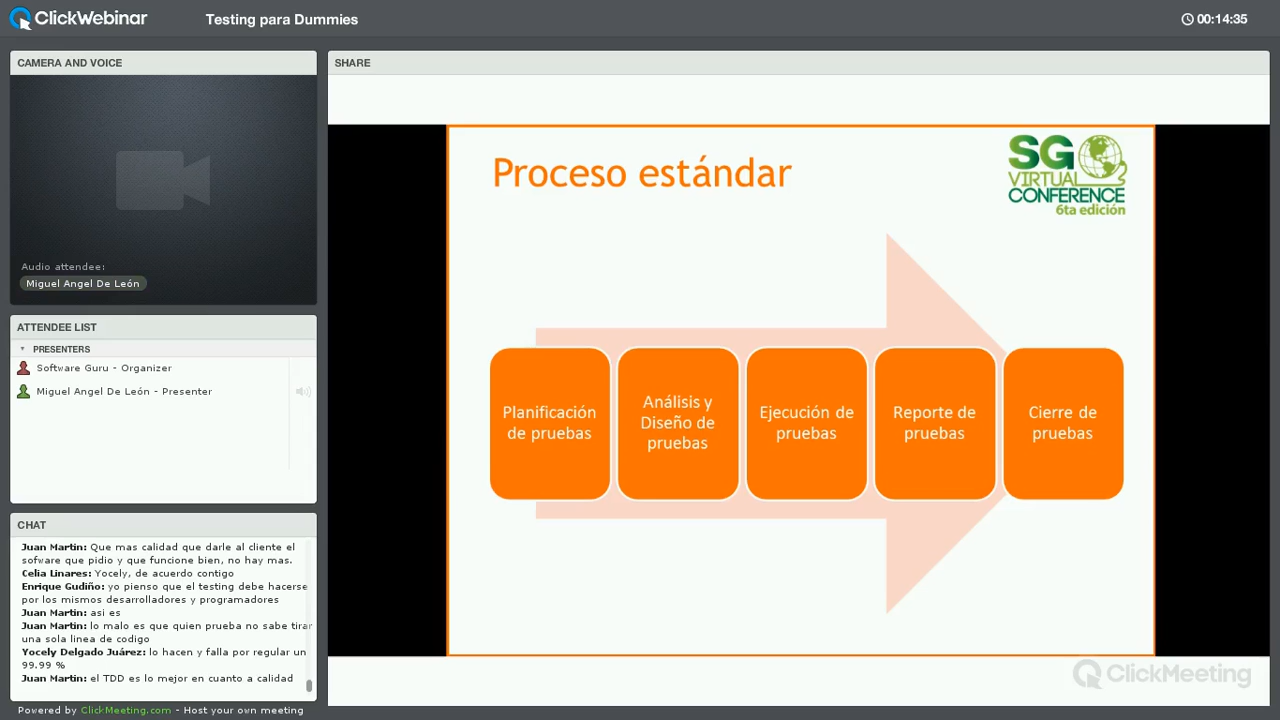 ClickWebinar
Testing para Dummies
00:14:35
CAMERA AND VOICE
Audio attendee:
Miguel Angel De León
ATTENDEE LIST
PRESENTERS
Software Guru - Organizer
Miguel Angel De León - Presenter
CHAT
Juan Martin: Que mas calidad que darle al cliente el
sofware que pidio y que funcione bien, no hay mas.
Celia Linares: Yocely, de acuerdo contigo
Enrique Gudiño: yo pienso que el testing debe hacerse
por los mismos desarrolladores y programadores
Juan Martin: asi es
Juan Martin: lo malo es que quien prueba no sabe tirar
una sola linea de codigo
Yocely Delgado Juárez: lo hacen y falla por regular un
99.99 %
Juan Martin: el TDD es lo mejor en cuanto a calidad
Powered by ClickMeeting.com - Host your own meeting
SHARE
Proceso estándar
SG
VIRTUAL
CONFERENCE
6ta edición
Planificación
de pruebas
Análisis y
Diseño de
pruebas
Ejecución de
pruebas
Reporte de
pruebas
Cierre de
pruebas
ClickMeeting